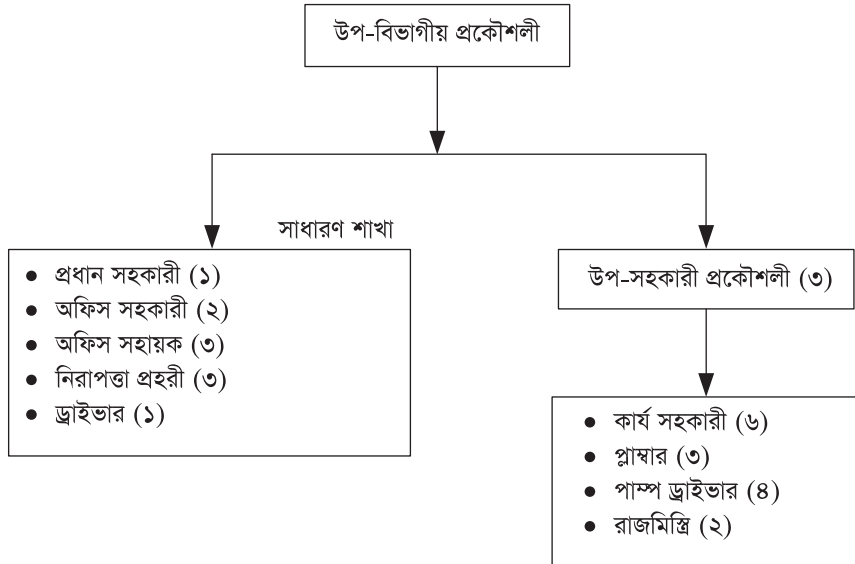 উপ-বিভাগীয় প্রকৌশলী
সাধারণ শাখা
• প্রধান সহকারী (১)
• অফিস সহকারী (২)
• অফিস সহায়ক (৩)
• নিরাপত্তা প্রহরী (৩)
• ড্রাইভার (১)
উপ-সহকারী প্রকৌশলী (৩)
• কার্য সহকারী (৬)
• প্লাম্বার (৩)
• পাম্প ড্রাইভার (৪)
• রাজমিস্ত্রি (২)